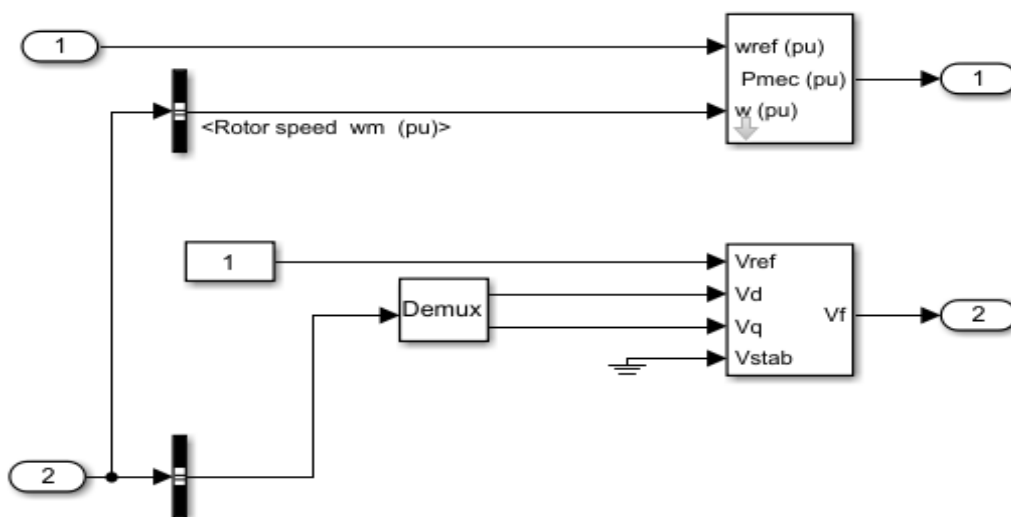 1
wref (pu)
Pmec (pu)
1
w (pu)
<Rotor speed  wm  (pu)>
1
Vref
Demux
Vd
Vq
Vf
2
Vstab
2